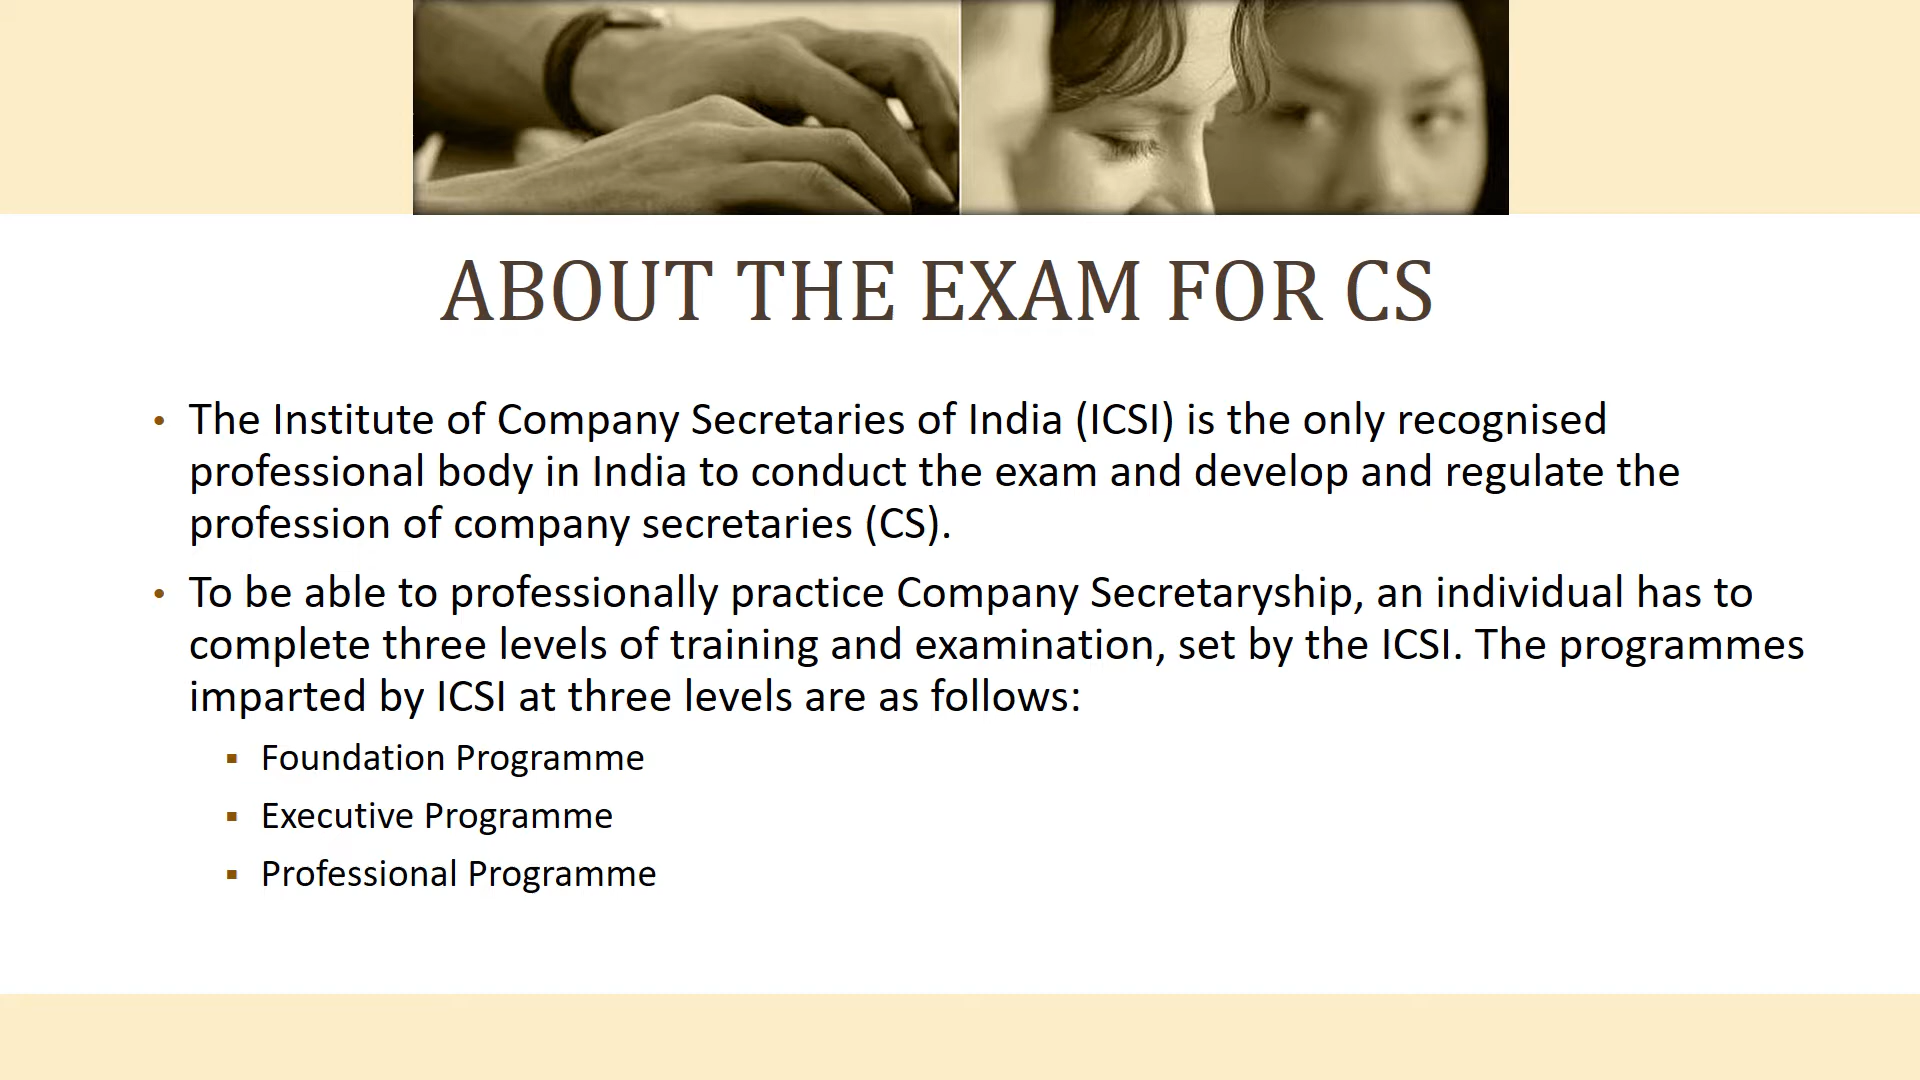 ABOUT THE EXAM FOR CS
• The Institute of Company Secretaries of India (ICSI) is the only recognised
professional body in India to conduct the exam and develop and regulate the
profession of company secretaries (CS).
• To be able to professionally practice Company Secretaryship, an individual has to
complete three levels of training and examination, set by the ICSI. The programmes
imparted by ICSI at three levels are as follows:
▪ Foundation Programme
▪ Executive Programme
▪ Professional Programme